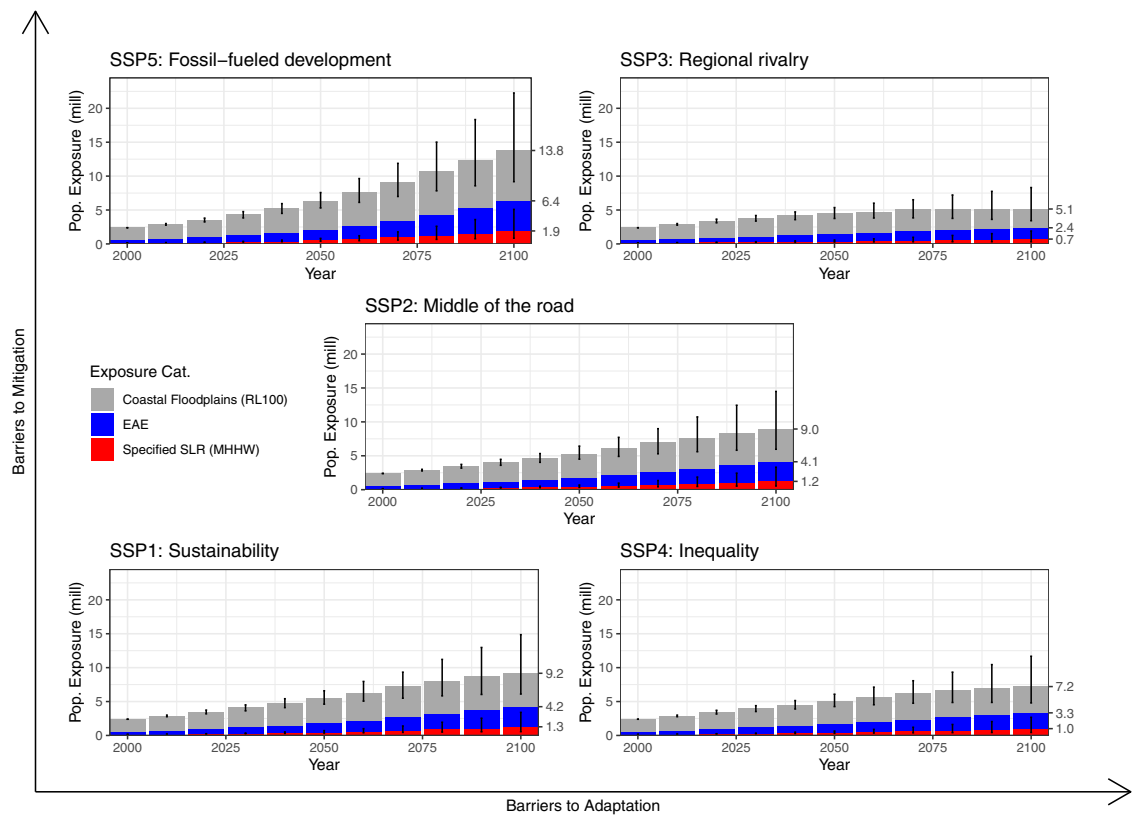 SSP5: Fossil−fueled development
Pop. Exposure (mill)
20
15
10
5
0
13.8
6.4
1.9
2000 2025 2050 2075 2100
Year
SSP3: Regional rivalry
Pop. Exposure (mill)
20
15
10
5
0
5.1
2.4
0.7
2000 2025 2050 2075 2100
Year
SSP2: Middle of the road
Pop. Exposure (mill)
20
15
10
5
0
9.0
4.1
1.2
2000 2025 2050 2075 2100
Year
Exposure Cat.
Coastal Floodplains (RL100)
EAE
Specified SLR (MHHW)
Barriers to Mitigation
SSP1: Sustainability
Pop. Exposure (mill)
20
15
10
5
0
9.2
4.2
1.3
2000 2025 2050 2075 2100
Year
SSP4: Inequality
Pop. Exposure (mill)
20
15
10
5
0
7.2
3.3
1.0
2000 2025 2050 2075 2100
Year
Barriers to Adaptation